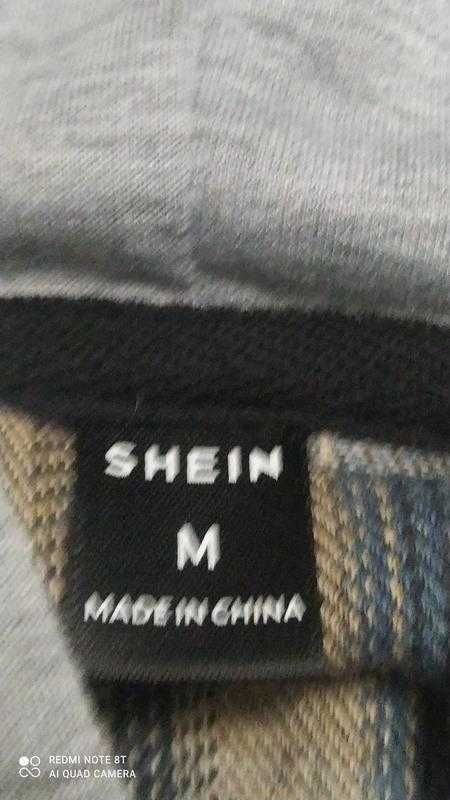 SHEIN
M
MADE IN CHINA
REDMI NOTE 8T
AI QUAD CAMERA